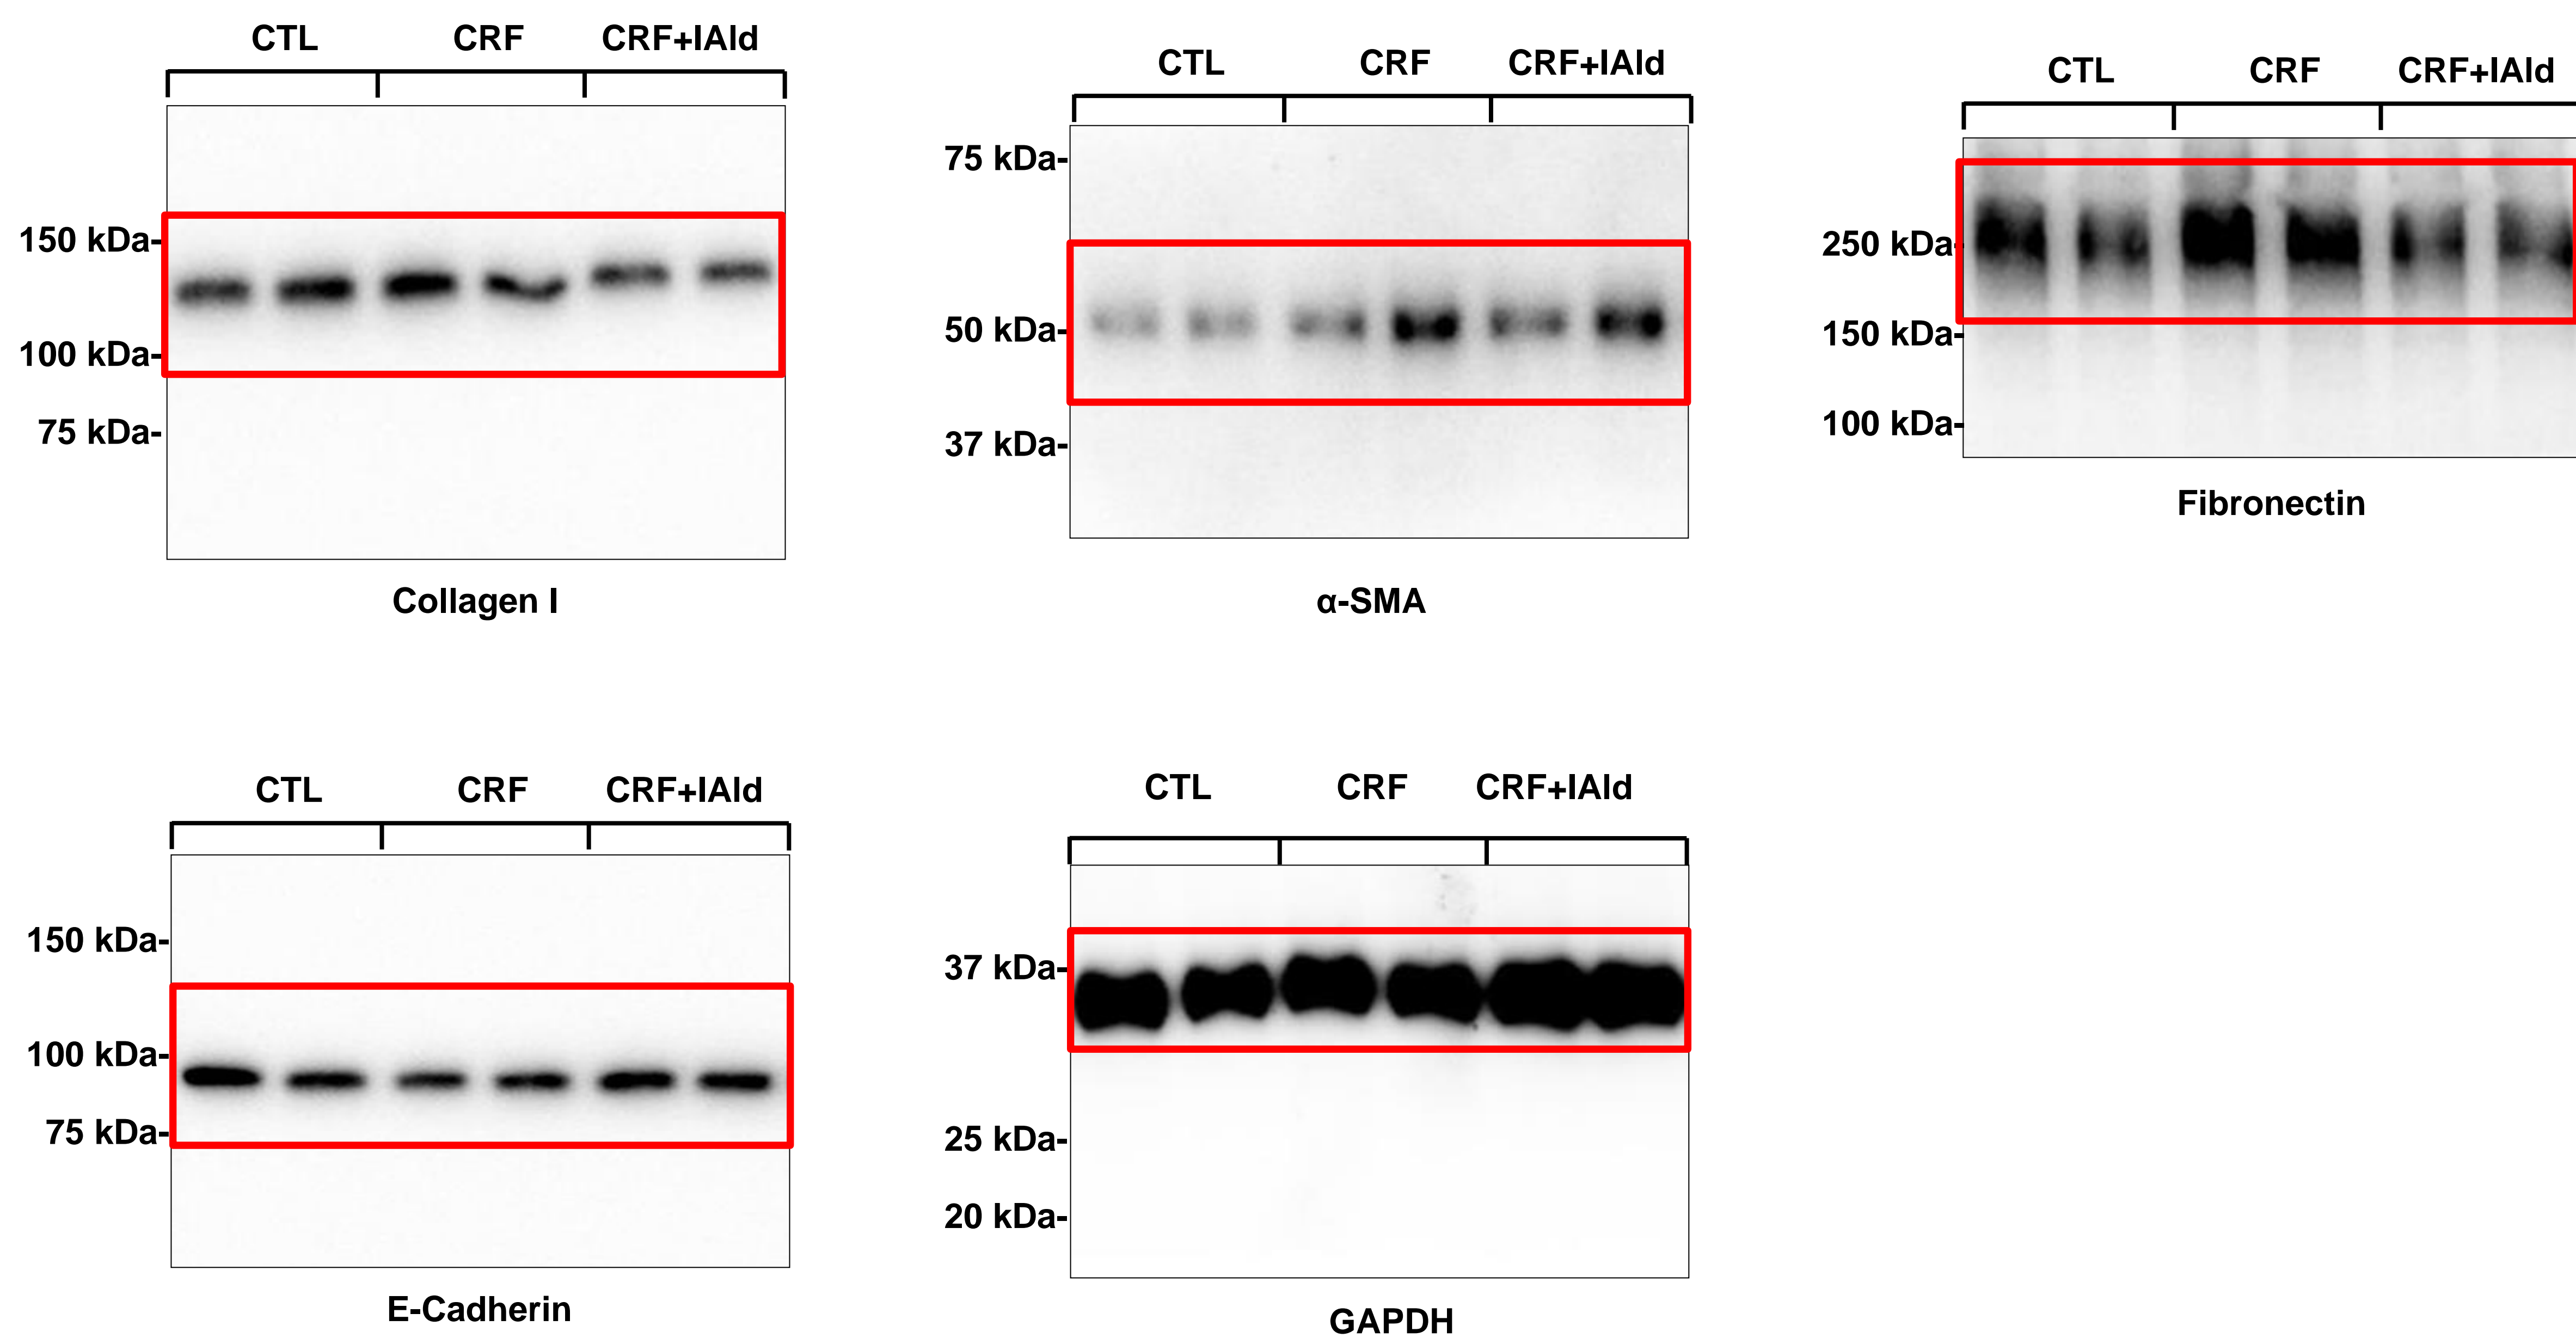 CTL CRF CRF+IAld
150 kDa-
100 kDa-
75 kDa-
Collagen I
CTL CRF CRF+IAld
75 kDa-
50 kDa-
37 kDa-
α-SMA
CTL CRF CRF+IAld
250 kDa-
150 kDa-
100 kDa-
Fibronectin
CTL CRF CRF+IAld
150 kDa-
100 kDa-
75 kDa-
E-Cadherin
CTL CRF CRF+IAld
37 kDa-
25 kDa-
20 kDa-
GAPDH